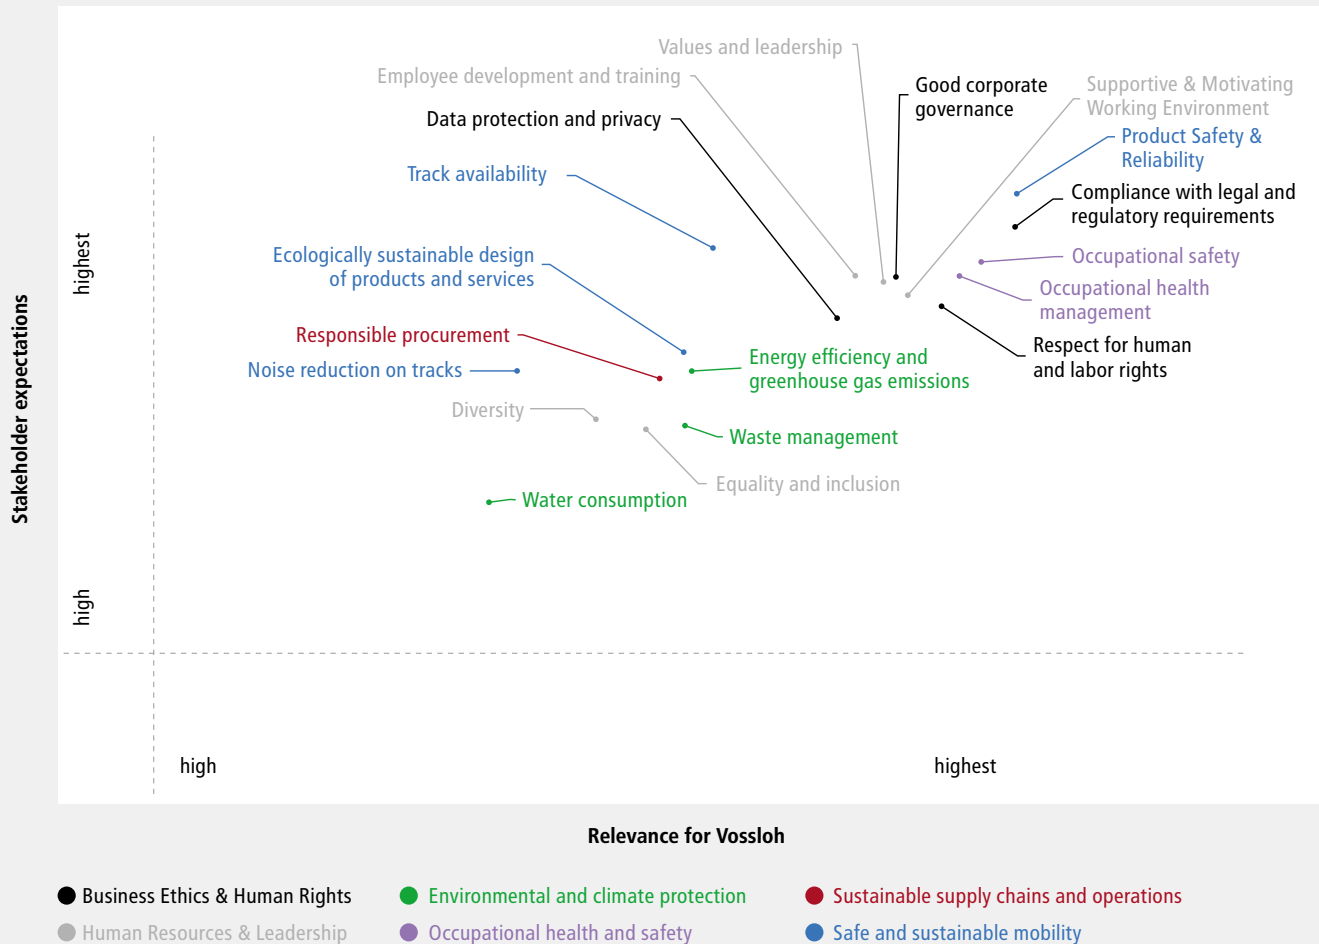 Values and leadership
Employee development and training
Good corporate
governance
Supportive & Motivating
Working Environment
Data protection and privacy
Product Safety &
Reliability
Track availability
Compliance with legal and
regulatory requirements
Ecologically sustainable design
of products and services
Occupational safety
Occupational health
management
Responsible procurement
Respect for human
and labor rights
Noise reduction on tracks
Energy efficiency and
greenhouse gas emissions
Diversity
Waste management
Equality and inclusion
Water consumption
highest
Stakeholder expectations
high
high
highest
Relevance for Vossloh
Business Ethics & Human Rights
Environmental and climate protection
Sustainable supply chains and operations
Human Resources & Leadership
Occupational health and safety
Safe and sustainable mobility